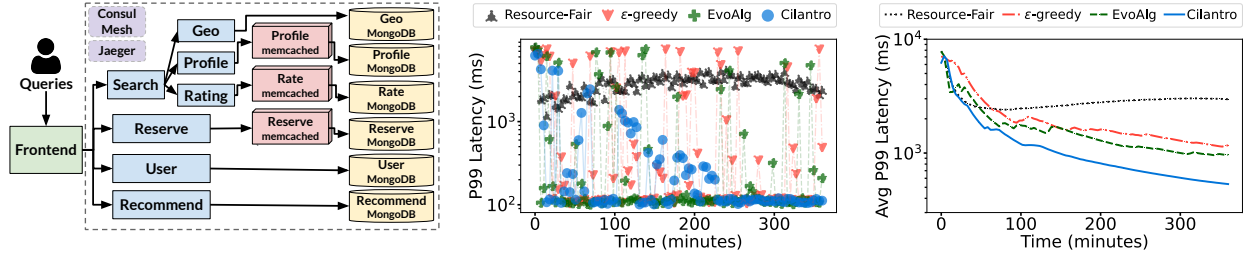 Consul
Mesh
Jaeger
Queries
Frontend
Search
Geo
Profile
Rating
Reserve
User
Recommend
Profile
memcached
Rate
memcached
Reserve
memcached
Geo
MongoDB
Profile
MongoDB
Rate
MongoDB
Reserve
MongoDB
User
MongoDB
Recommend
MongoDB
Resource-Fair ε-greedy EvoAlg Cilantro
P99 Latency (ms)
10³
10²
0 100 200 300
Time (minutes)
Resource-Fair ε-greedy EvoAlg Cilantro
Avg P99 Latency (ms)
10⁴
10³
0 100 200 300
Time (minutes)